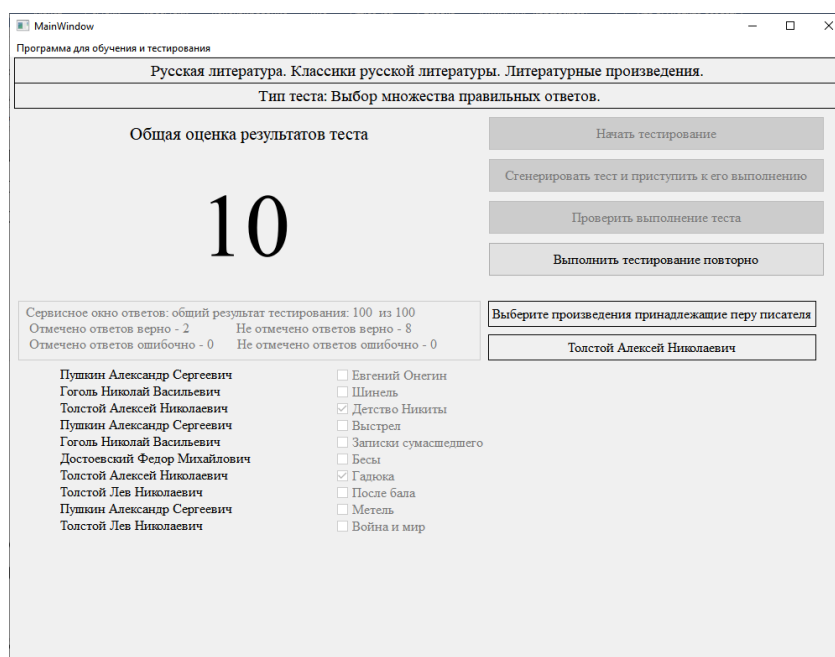 MainWindow
Программа для обучения и тестирования
Русская литература. Классики русской литературы. Литературные произведения.
Тип теста: Выбор множества правильных ответов.
Общая оценка результатов теста
10
Начать тестирование
Сгенерировать тест и приступить к его выполнению
Проверить выполнение теста
Выполнить тестирование повторно
Сервисное окно ответов: общий результат тестирования: 100 из 100
Отмечено ответов верно - 2 Не отмечено ответов верно - 8
Отмечено ответов ошибочно - 0 Не отмечено ответов ошибочно - 0
Выберите произведения принадлежащие перу писателя
Толстой Алексей Николаевич
Пушкин Александр Сергеевич Евгений Онегин
Гоголь Николай Васильевич Шинель
Толстой Алексей Николаевич Детство Никиты
Пушкин Александр Сергеевич Выстрел
Гоголь Николай Васильевич Записки сумасшедшего
Достоевский Федор Михайлович Бесы
Толстой Алексей Николаевич Гадюка
Толстой Лев Николаевич После бала
Пушкин Александр Сергеевич Метель
Толстой Лев Николаевич Война и мир